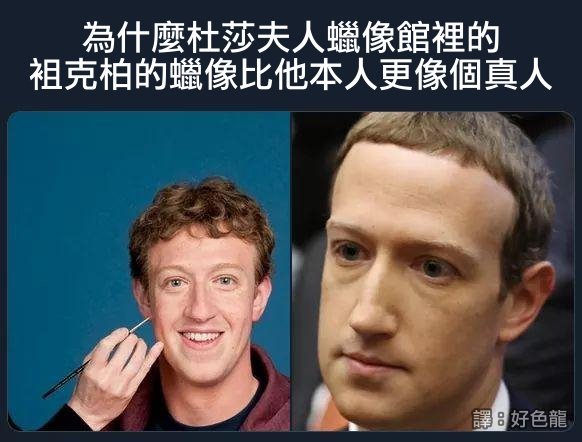 為什麼杜莎夫人蠟像館裡的
祖克柏的蠟像比他本人更像個真人
譯：好色龍